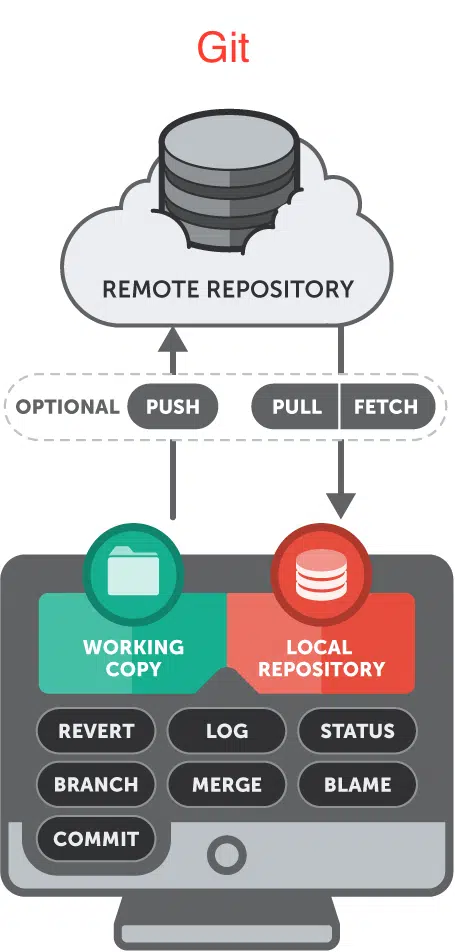 Git
REMOTE REPOSITORY
OPTIONAL PUSH PULL FETCH
WORKING
COPY
LOCAL
REPOSITORY
REVERT LOG STATUS
BRANCH MERGE BLAME
COMMIT